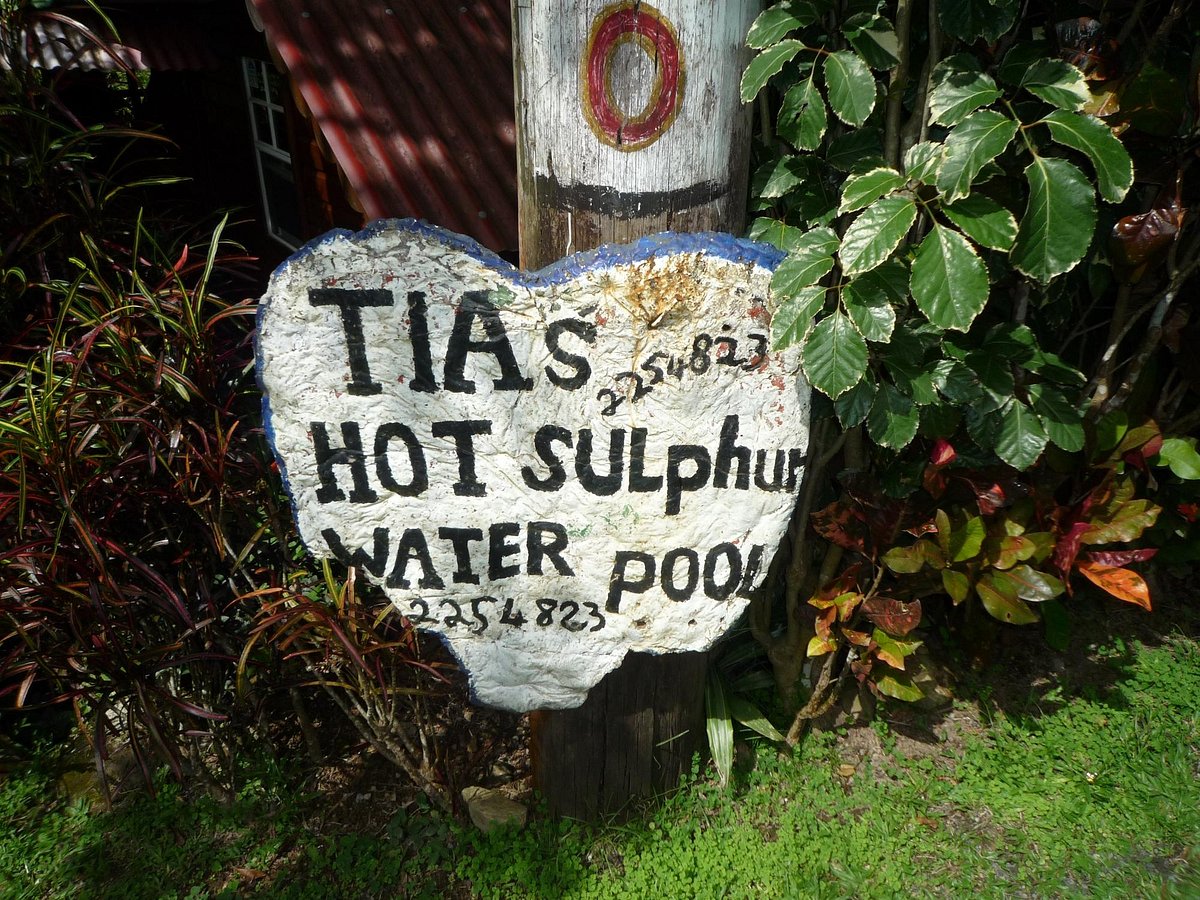 O
TIAS
2254823
HOT SULphur
WATER POOL
2254823